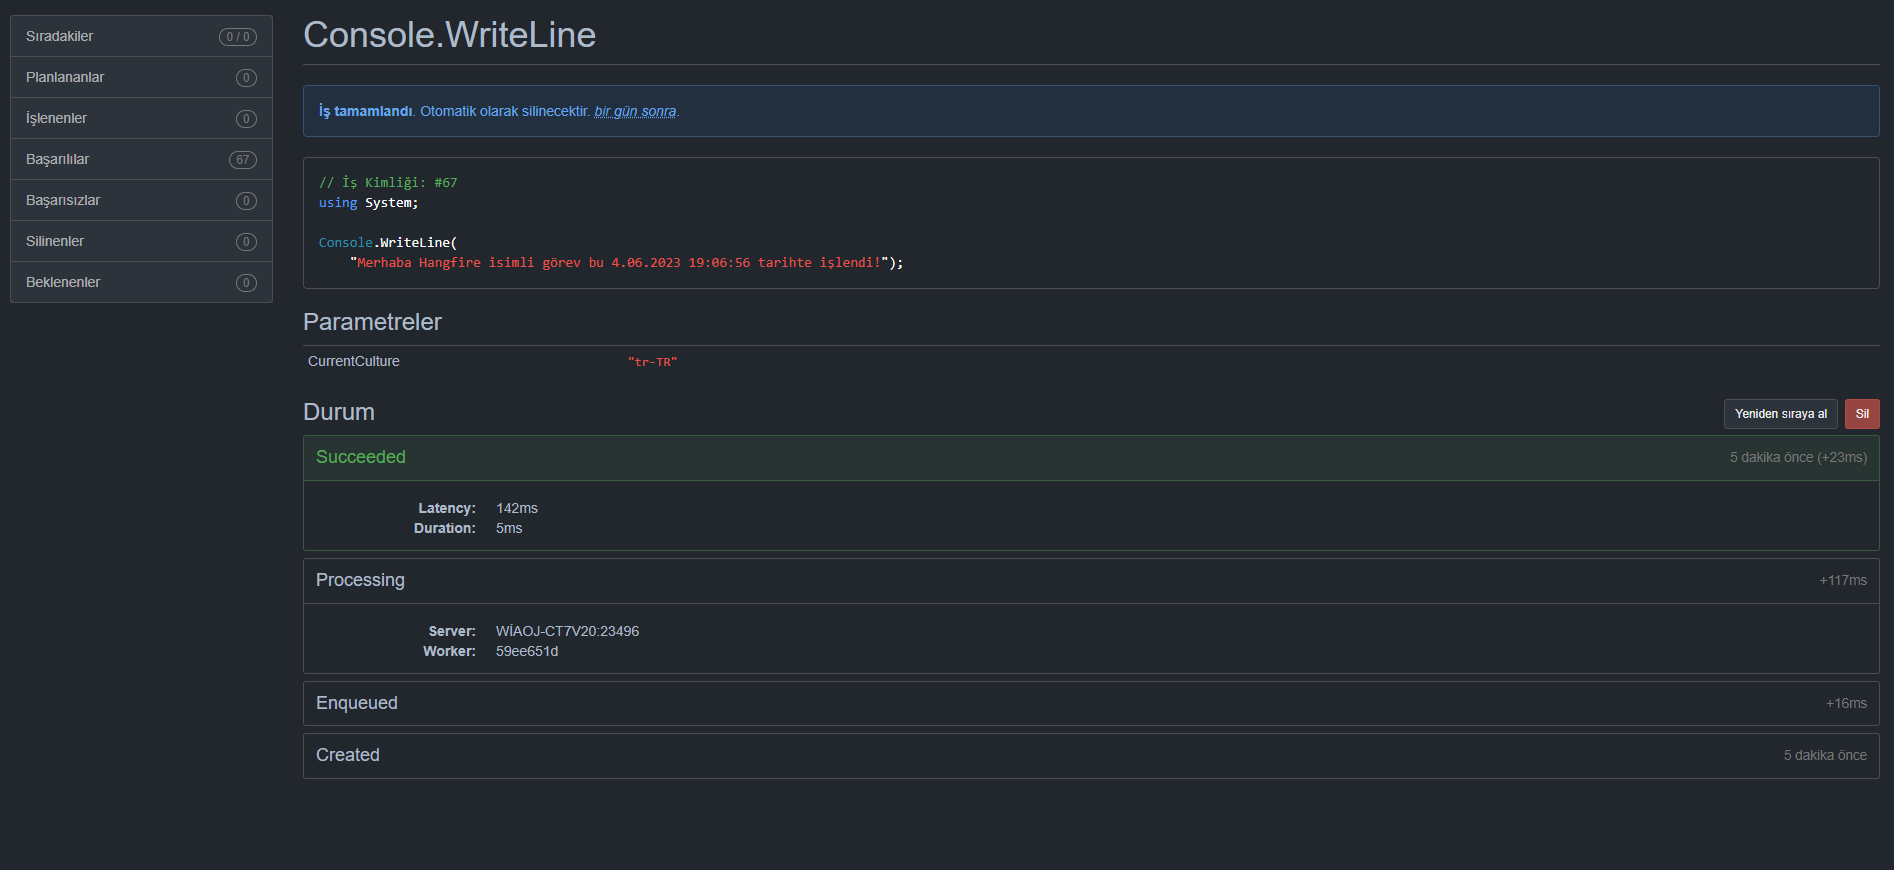 Sıradakiler 0 / 0
Planlananlar 0
İşlenenler 0
Başarılılar 67
Başarısızlar 0
Silinenler 0
Beklenenler 0
Console.WriteLine
İş tamamlandı. Otomatik olarak silinecektir. bir gün sonra.
// İş Kimliği: #67
using System;
Console.WriteLine(
"Merhaba Hangfire isimli görev bu 4.06.2023 19:06:56 tarihte işlendi!");
Parametreler
CurrentCulture "tr-TR"
Durum Yeniden sıraya al Sil
Succeeded 5 dakika önce (+23ms)
Latency: 142ms
Duration: 5ms
Processing +117ms
Server: WİAOJ-CT7V20:23496
Worker: 59ee651d
Enqueued +16ms
Created 5 dakika önce